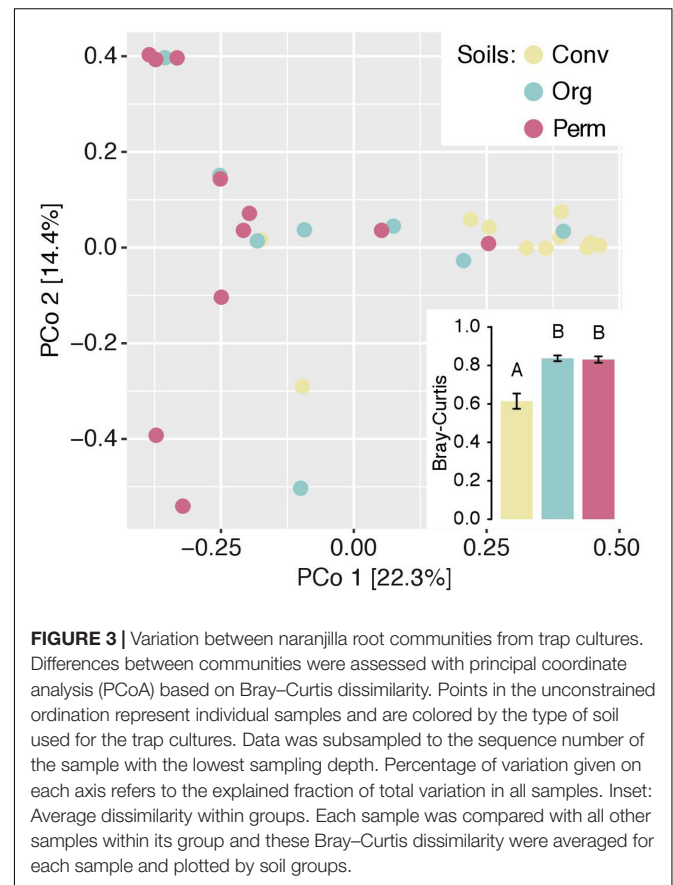 Soils: Conv
Org
Perm
0.4
0.2
0.0
−0.2
−0.4
PCo 2 [14.4%]
−0.25 0.00 0.25 0.50
PCo 1 [22.3%]
1.0
0.8
0.6
0.4
0.2
0.0
Bray-Curtis
A B B
FIGURE 3 | Variation between naranjilla root communities from trap cultures.
Differences between communities were assessed with principal coordinate
analysis (PCoA) based on Bray–Curtis dissimilarity. Points in the unconstrained
ordination represent individual samples and are colored by the type of soil
used for the trap cultures. Data was subsampled to the sequence number of
the sample with the lowest sampling depth. Percentage of variation given on
each axis refers to the explained fraction of total variation in all samples. Inset:
Average dissimilarity within groups. Each sample was compared with all other
samples within its group and these Bray–Curtis dissimilarity were averaged for
each sample and plotted by soil groups.